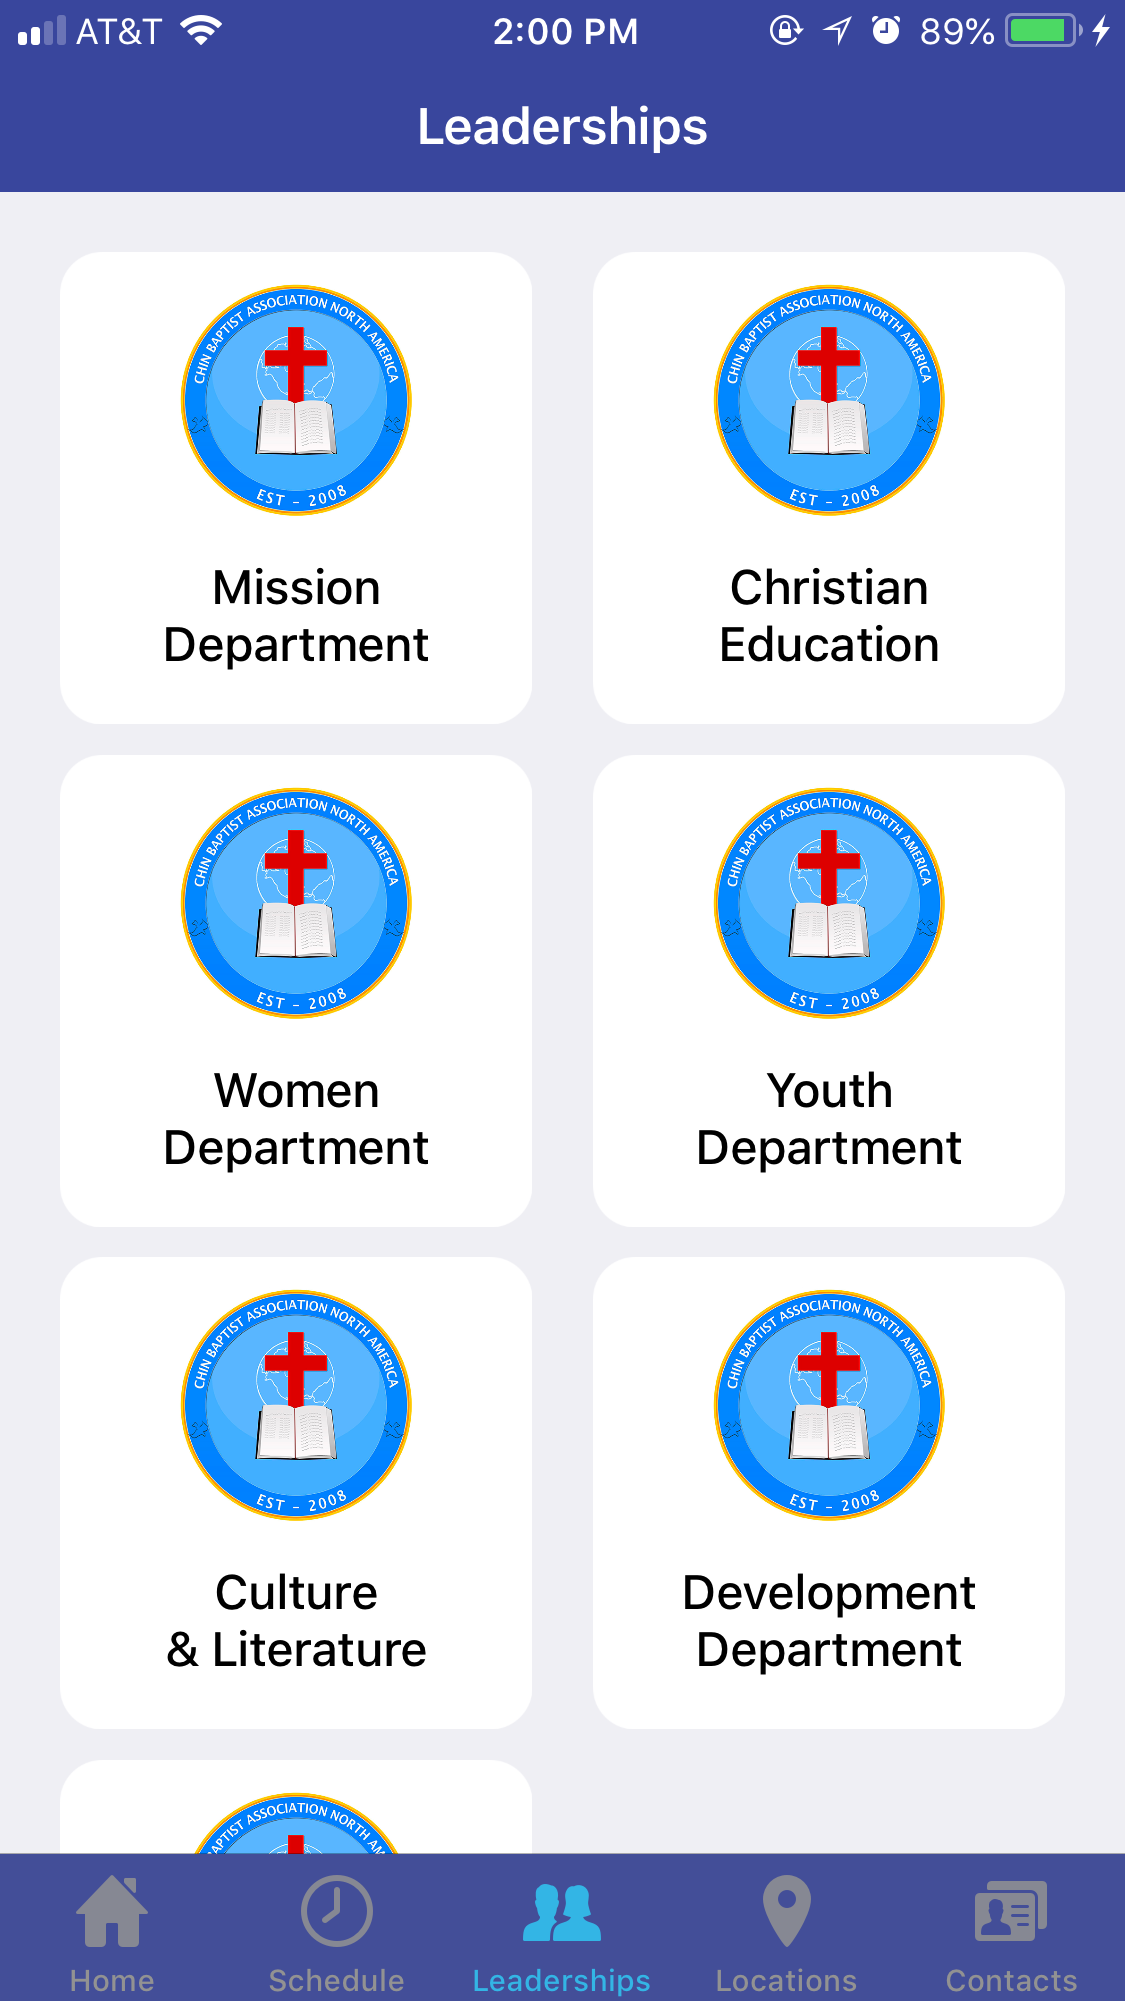 AT&T 2:00 PM 89%
Leaderships
CHIN BAPTIST ASSOCIATION NORTH AMERICA
EST - 2008
CHIN BAPTIST ASSOCIATION NORTH AMERICA
EST - 2008
Mission
Department
Christian
Education
CHIN BAPTIST ASSOCIATION NORTH AMERICA
EST - 2008
CHIN BAPTIST ASSOCIATION NORTH AMERICA
EST - 2008
Women
Department
Youth
Department
CHIN BAPTIST ASSOCIATION NORTH AMERICA
EST - 2008
CHIN BAPTIST ASSOCIATION NORTH AMERICA
EST - 2008
Culture
& Literature
Development
Department
ASSOCIATION NORTH
Home Schedule Leaderships Locations Contacts